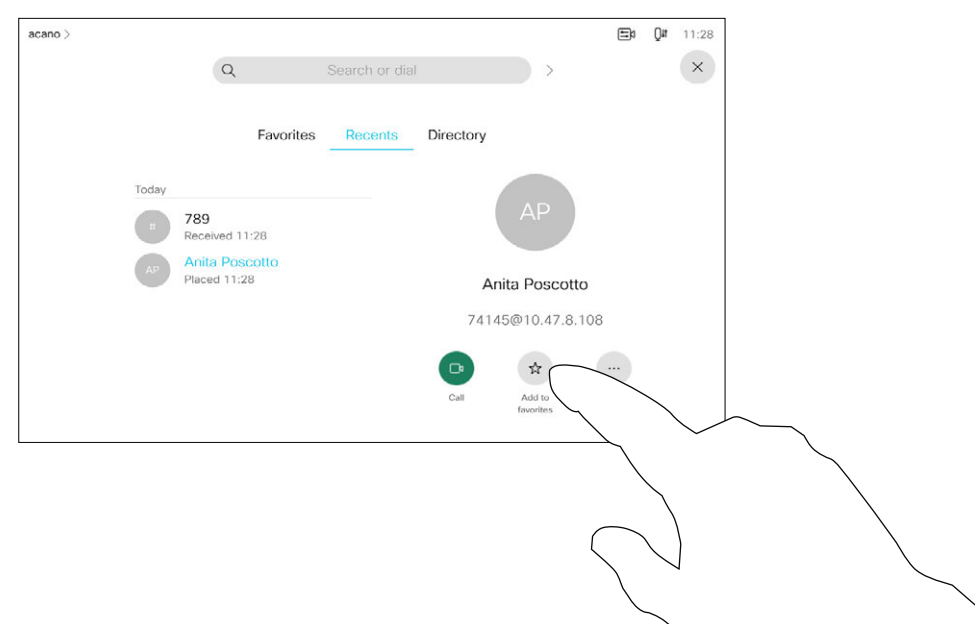 acano >
11:28
Search or dial
Favorites Recents Directory
Today
#
789
Received 11:28
AP
Anita Poscotto
Placed 11:28
AP
Anita Poscotto
74145@10.47.8.108
Call
Add to
favorites